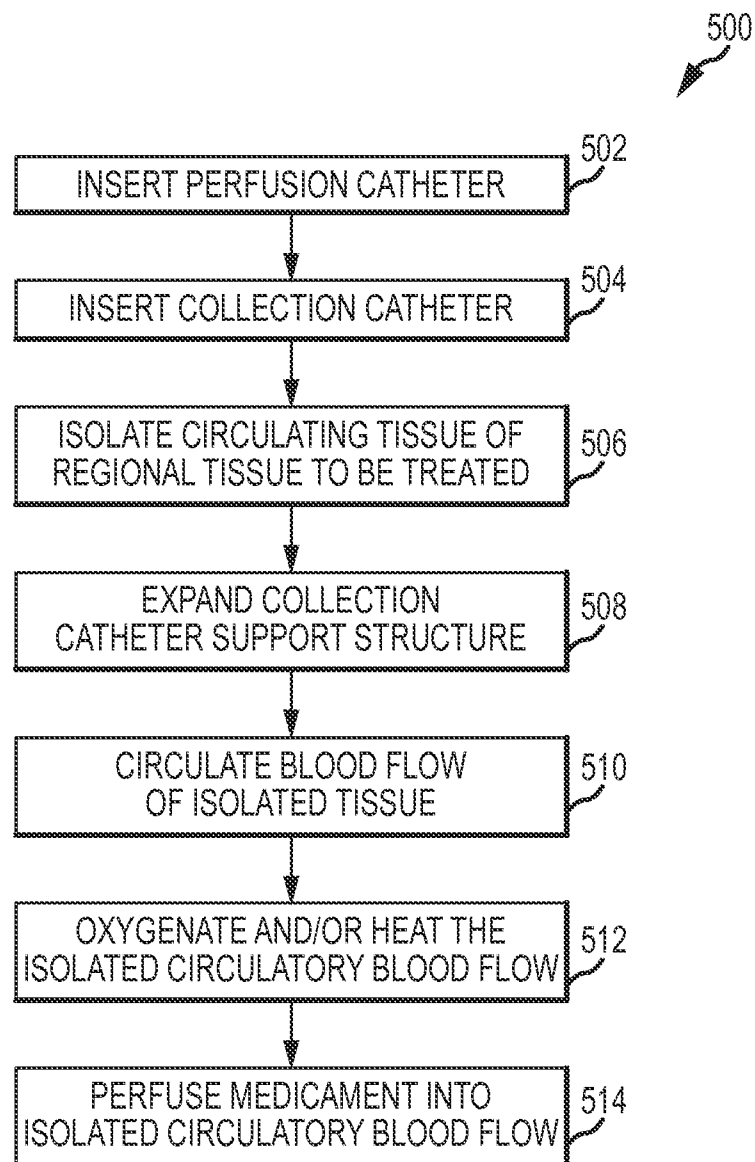 500
INSERT PERFUSION CATHETER
502
INSERT COLLECTION CATHETER
504
ISOLATE CIRCULATING TISSUE OF
REGIONAL TISSUE TO BE TREATED
506
EXPAND COLLECTION
CATHETER SUPPORT STRUCTURE
508
CIRCULATE BLOOD FLOW
OF ISOLATED TISSUE
510
OXYGENATE AND/OR HEAT THE
ISOLATED CIRCULATORY BLOOD FLOW
512
PERFUSE MEDICAMENT INTO
ISOLATED CIRCULATORY BLOOD FLOW
514